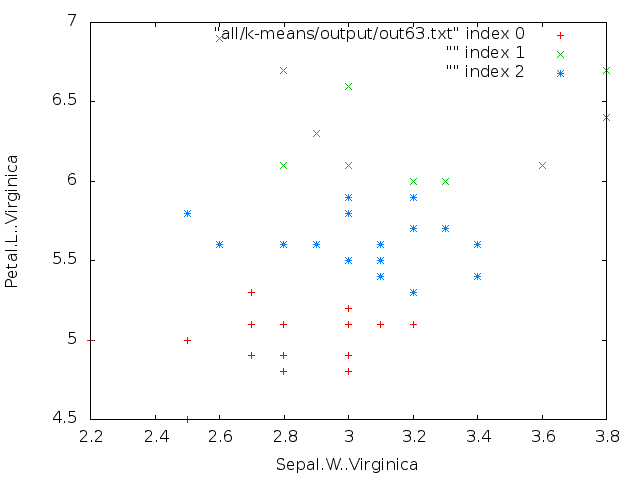 "all/k-means/output/out63.txt" index 0
"" index 1
"" index 2
7
6.5
6
5.5
5
4.5
2.2 2.4 2.6 2.8 3 3.2 3.4 3.6 3.8
Petal.L..Virginica
Sepal.W..Virginica